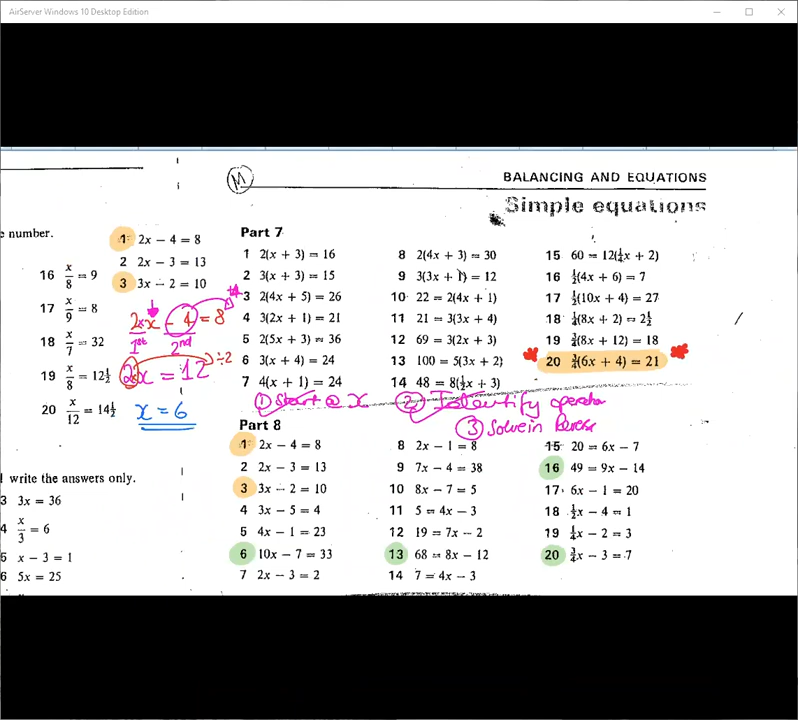 AirServer Windows 10 Desktop Edition
M
BALANCING AND EQUATIONS
Simple equations
e number.
1 2x − 4 = 8
2 2x − 3 = 13
3 3x − 2 = 10
16 x/8 = 9
17 x/9 = 8
18 x/7 = 32
19 x/8 = 12½
20 x/12 = 14½
2×x − 4 = 8
+4
1st 2nd
2x = 12 ÷2
x = 6
Part 7
1 2(x + 3) = 16
2 3(x + 3) = 15
3 2(4x + 5) = 26
4 3(2x + 1) = 21
5 2(5x + 3) = 36
6 3(x + 4) = 24
7 4(x + 1) = 24
8 2(4x + 3) = 30
9 3(3x + 1) = 12
10 22 = 2(4x + 1)
11 21 = 3(3x + 4)
12 69 = 3(2x + 3)
13 100 = 5(3x + 2)
14 48 = 8(½x + 3)
15 60 = 12(¼x + 2)
16 ½(4x + 6) = 7
17 ½(10x + 4) = 27
18 ¼(8x + 2) = 2½
19 ¾(8x + 12) = 18
20 ¾(6x + 4) = 21
① Start @ x
② Identify operator
③ Solve in
Part 8
1 2x − 4 = 8
2 2x − 3 = 13
3 3x − 2 = 10
4 3x − 5 = 4
5 4x − 1 = 23
6 10x − 7 = 33
7 2x − 3 = 2
8 2x − 1 = 8
9 7x − 4 = 38
10 8x − 7 = 5
11 5 = 4x − 3
12 19 = 7x − 2
13 68 = 8x − 12
14 7 = 4x − 3
15 20 = 6x − 7
16 49 = 9x − 14
17 6x − 1 = 20
18 ½x − 4 = 1
19 ¼x − 2 = 3
20 ¾x − 3 = 7
write the answers only.
3 3x = 36
4 x/3 = 6
5 x − 3 = 1
6 5x = 25